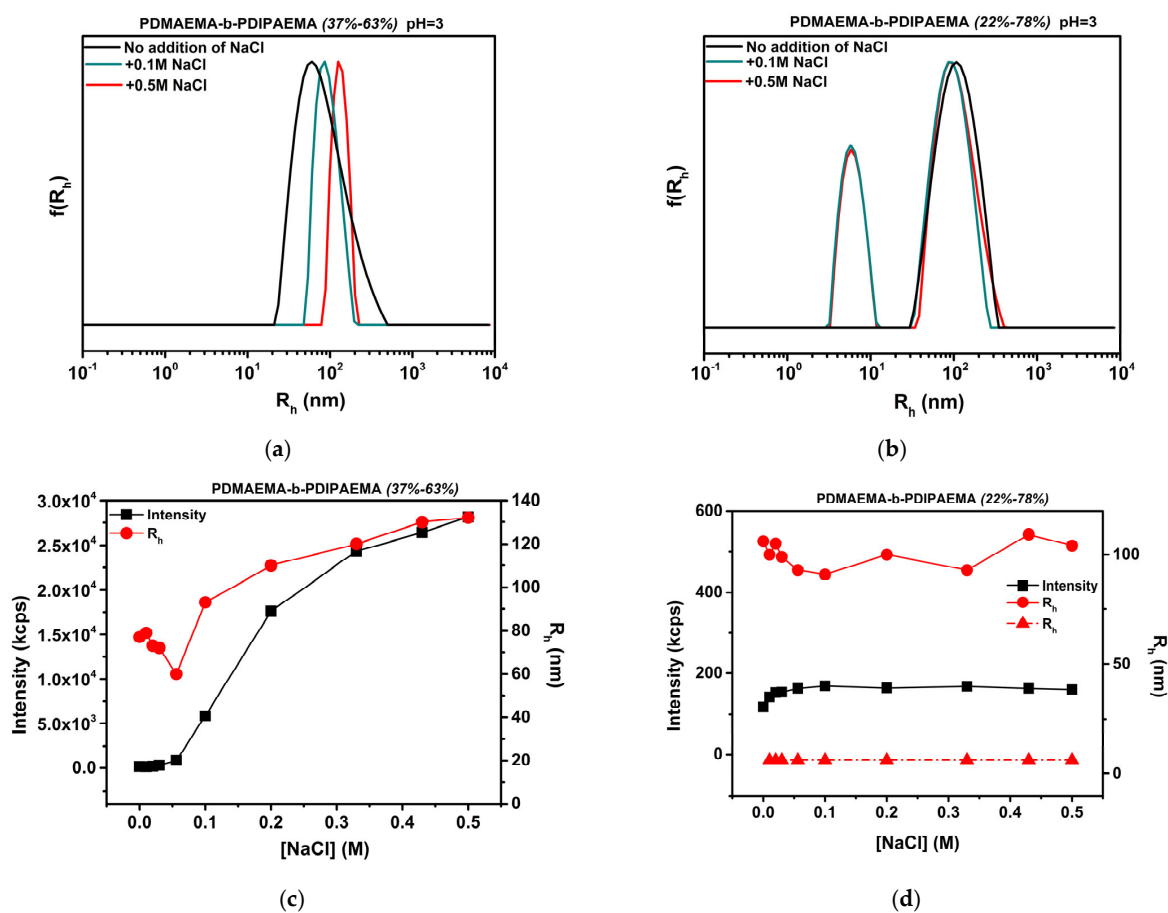 PDMAEMA-b-PDIPAEMA (37%-63%) pH=3
No addition of NaCl
+0.1M NaCl
+0.5M NaCl
f(Rh)
10⁻¹ 10⁰ 10¹ 10² 10³ 10⁴
Rh (nm)
(a)
PDMAEMA-b-PDIPAEMA (22%-78%) pH=3
No addition of NaCl
+0.1M NaCl
+0.5M NaCl
f(Rh)
10⁻¹ 10⁰ 10¹ 10² 10³ 10⁴
Rh (nm)
(b)
PDMAEMA-b-PDIPAEMA (37%-63%)
Intensity
Rh
Intensity (kcps)
3.0x10⁴
2.5x10⁴
2.0x10⁴
1.5x10⁴
1.0x10⁴
5.0x10³
0.0
140
120
100
80
60
40
20
0
Rh (nm)
0.0 0.1 0.2 0.3 0.4 0.5
[NaCl] (M)
(c)
PDMAEMA-b-PDIPAEMA (22%-78%)
Intensity
Rh
Rh
Intensity (kcps)
600
500
400
300
200
100
0
100
50
0
Rh (nm)
0.0 0.1 0.2 0.3 0.4 0.5
[NaCl] (M)
(d)